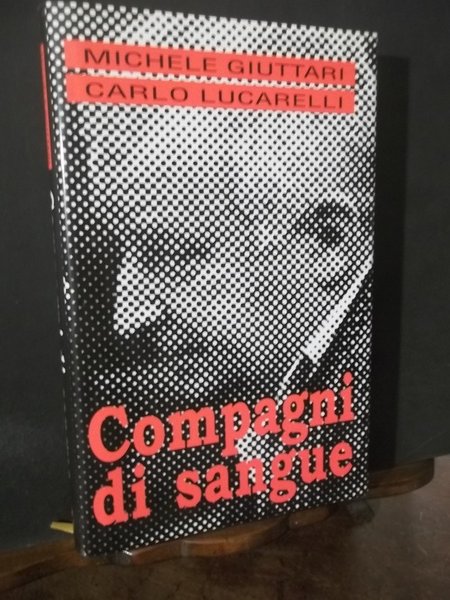 MICHELE GIUTTARI
CARLO LUCARELLI
Compagni
di sangue